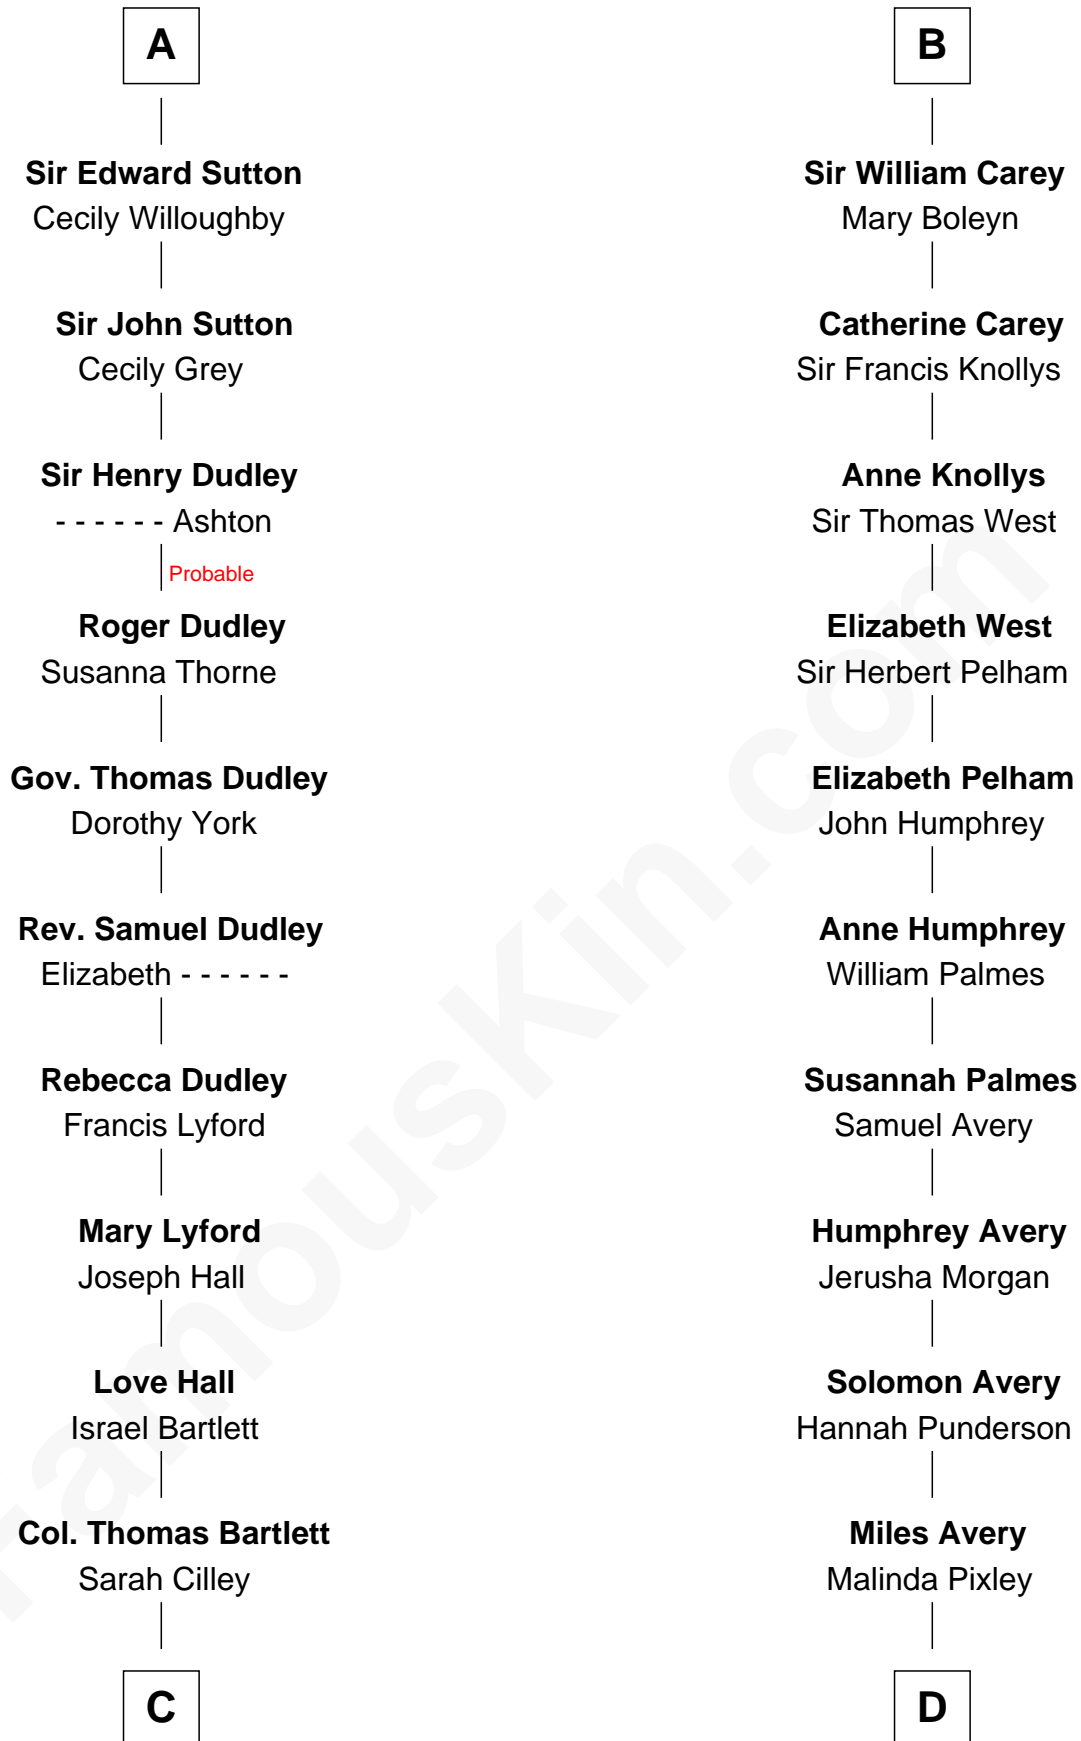 A
Sir Edward Sutton
Cecily Willoughby
Sir John Sutton
Cecily Grey
Sir Henry Dudley
- - - - - - Ashton
Probable
Roger Dudley
Susanna Thorne
Gov. Thomas Dudley
Dorothy York
Rev. Samuel Dudley
Elizabeth - - - - - -
Rebecca Dudley
Francis Lyford
Mary Lyford
Joseph Hall
Love Hall
Israel Bartlett
Col. Thomas Bartlett
Sarah Cilley
C
B
Sir William Carey
Mary Boleyn
Catherine Carey
Sir Francis Knollys
Anne Knollys
Sir Thomas West
Elizabeth West
Sir Herbert Pelham
Elizabeth Pelham
John Humphrey
Anne Humphrey
William Palmes
Susannah Palmes
Samuel Avery
Humphrey Avery
Jerusha Morgan
Solomon Avery
Hannah Punderson
Miles Avery
Malinda Pixley
D
FamousKin.com